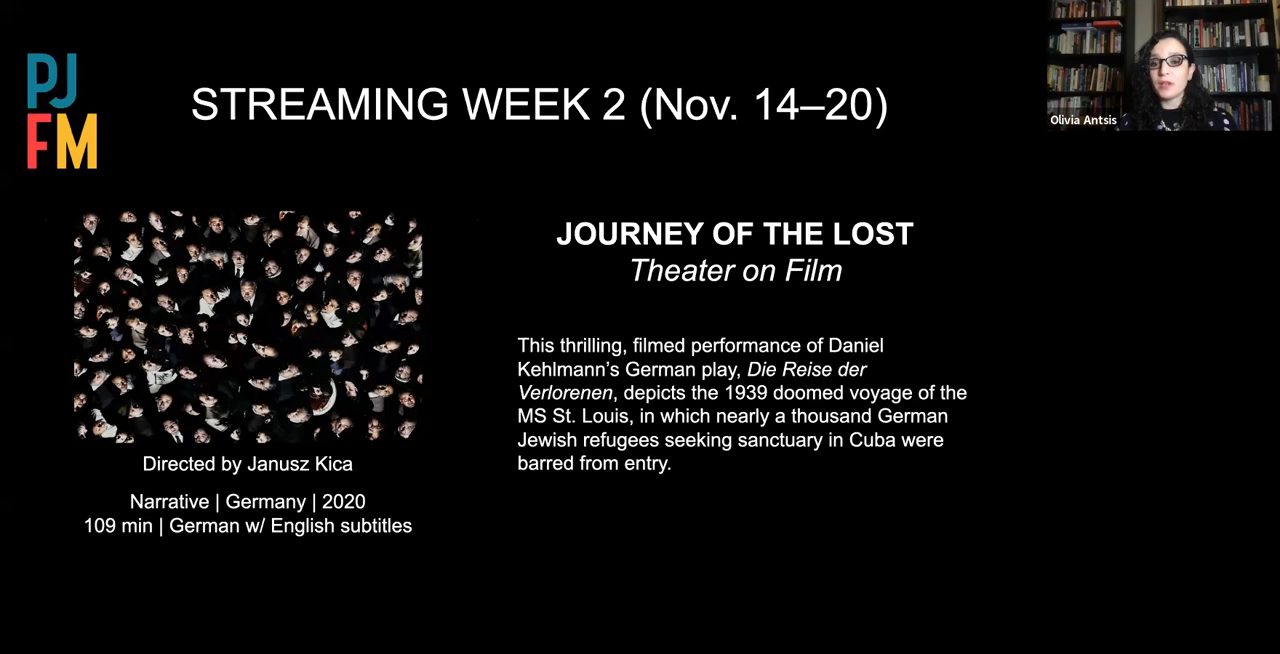 PJ
FM
STREAMING WEEK 2 (Nov. 14–20)
Olivia Antsis
JOURNEY OF THE LOST
Theater on Film
This thrilling, filmed performance of Daniel
Kehlmann’s German play, Die Reise der
Verlorenen, depicts the 1939 doomed voyage of the
MS St. Louis, in which nearly a thousand German
Jewish refugees seeking sanctuary in Cuba were
barred from entry.
Directed by Janusz Kica
Narrative | Germany | 2020
109 min | German w/ English subtitles